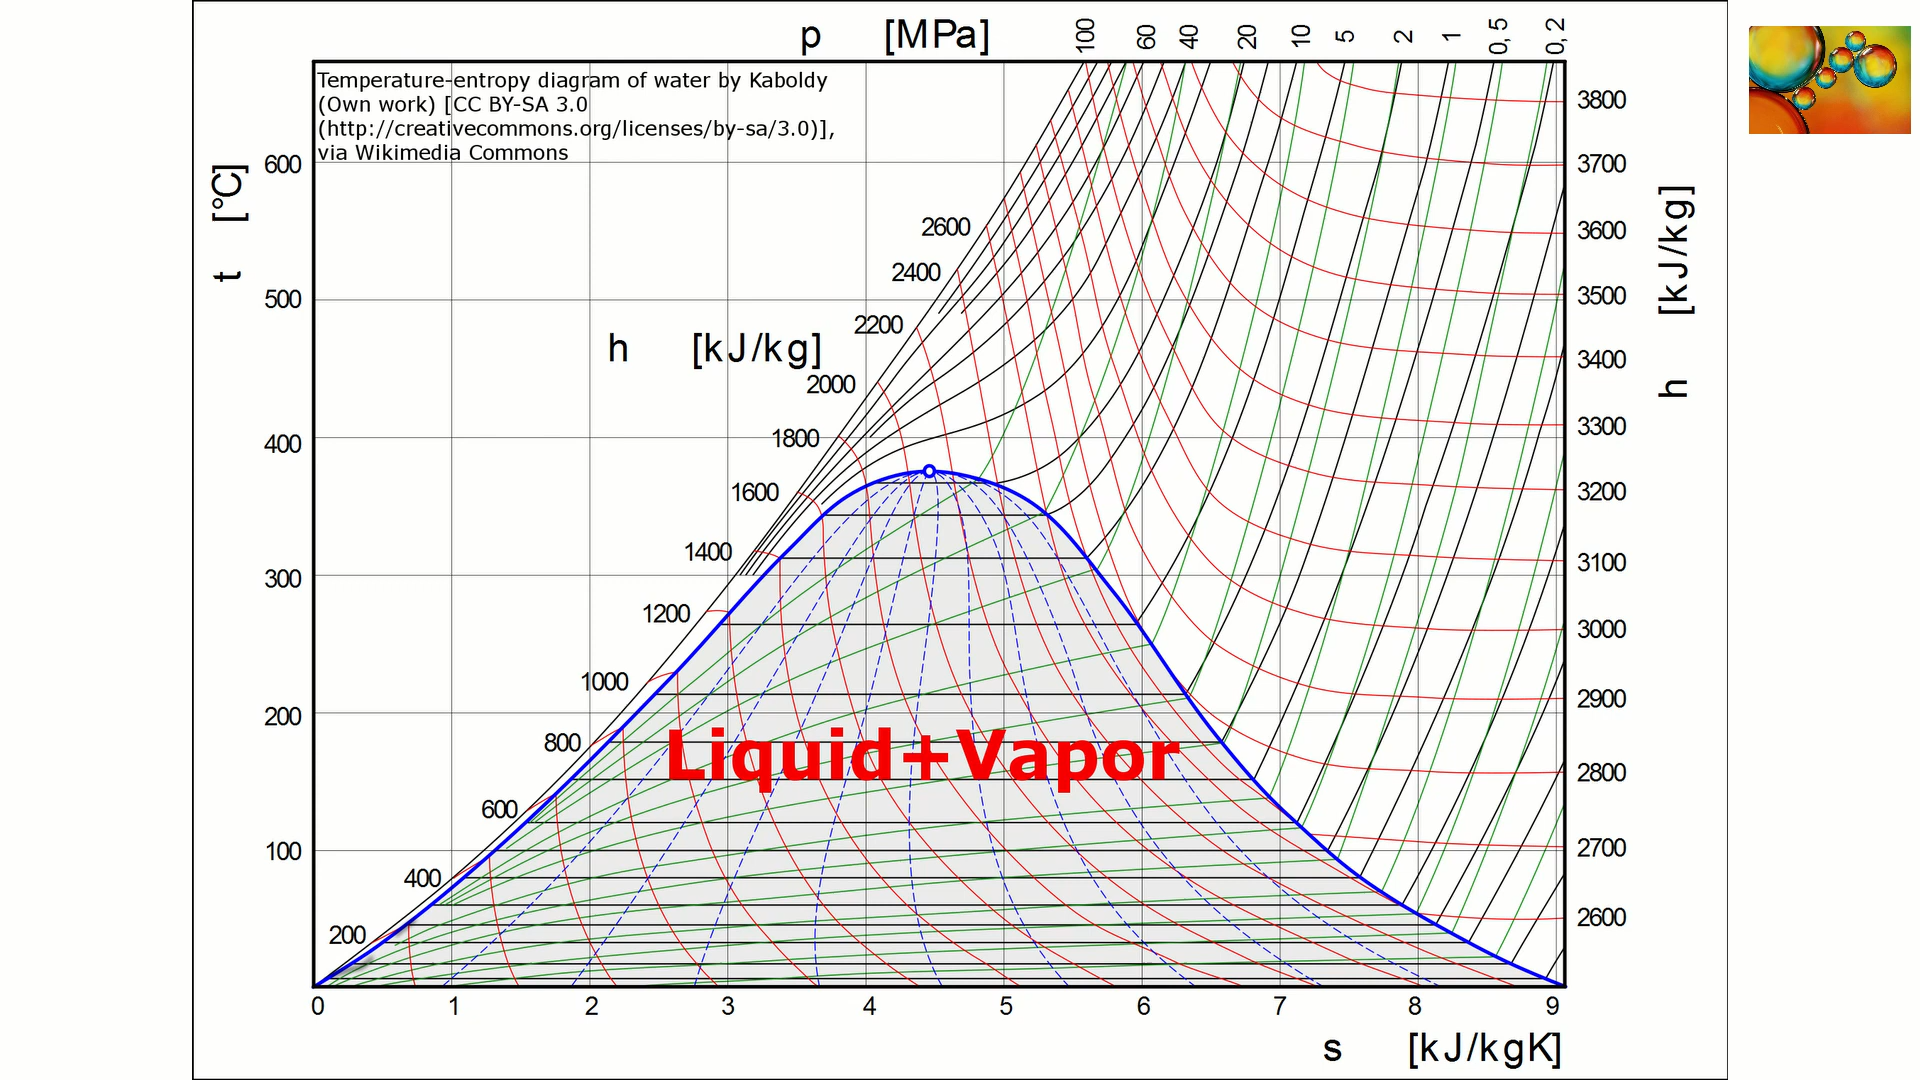 p [MPa] 100 60 40 20 10 5 2 1 0,5 0,2
Temperature-entropy diagram of water by Kaboldy
(Own work) [CC BY-SA 3.0
(http://creativecommons.org/licenses/by-sa/3.0)],
via Wikimedia Commons
t [°C]
600
500
400
300
200
100
h [kJ/kg]
2600
2400
2200
2000
1800
1600
1400
1200
1000
800
600
400
200
Liquid+Vapor
3800
3700
3600
3500
3400
3300
3200
3100
3000
2900
2800
2700
2600
h [kJ/kg]
0 1 2 3 4 5 6 7 8 9
s [kJ/kgK]